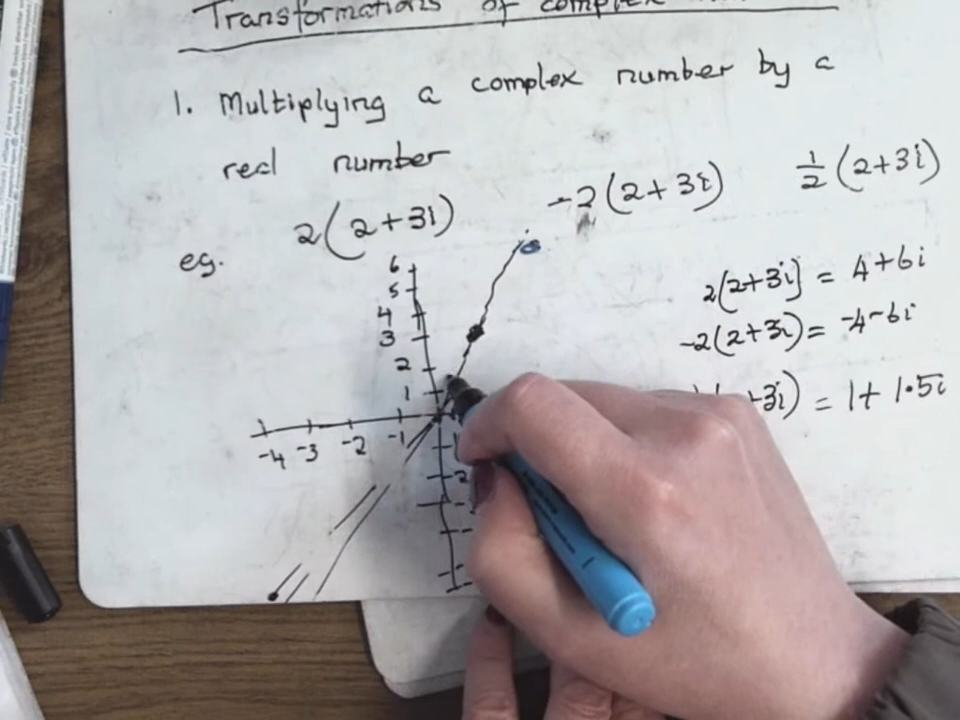 Transformations of complex
1. Multiplying a complex number by a
real number
eg. 2(2+3i) -2(2+3i) ½(2+3i)
2(2+3i) = 4+6i
-2(2+3i) = -4-6i
+3i) = 1+1.5i
6
5
4
3
2
1
-4 -3 -2 -1